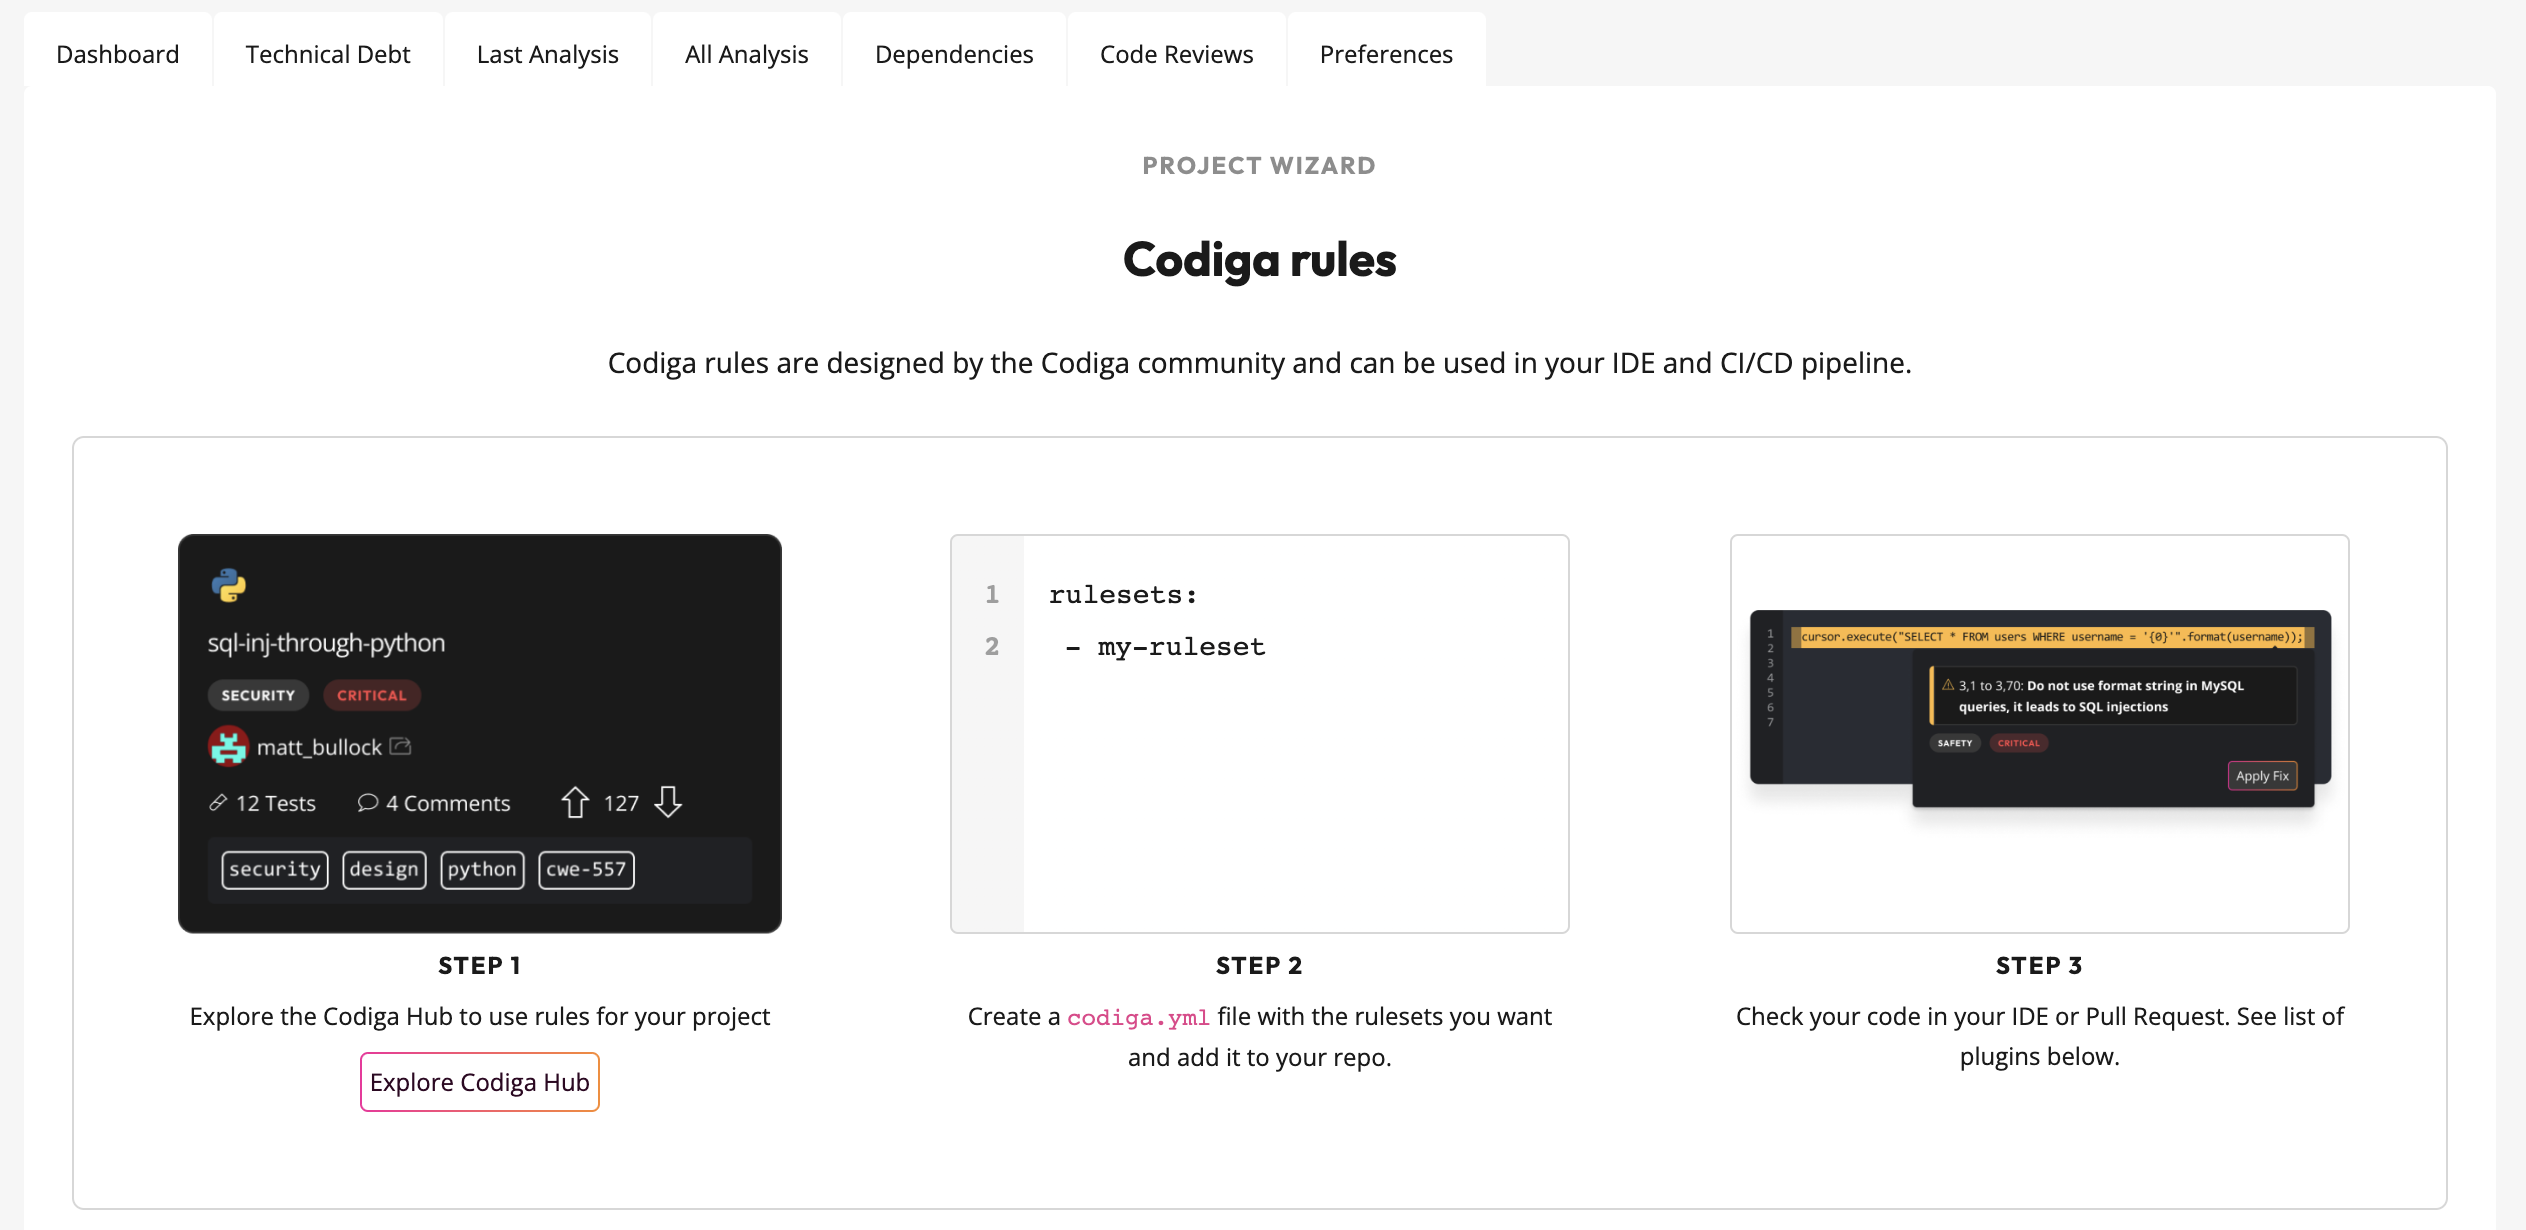 Dashboard
Technical Debt
Last Analysis
All Analysis
Dependencies
Code Reviews
Preferences
PROJECT WIZARD
Codiga rules
Codiga rules are designed by the Codiga community and can be used in your IDE and CI/CD pipeline.
sql-inj-through-python
SECURITY CRITICAL
matt_bullock
12 Tests 4 Comments 127
security design python cwe-557
STEP 1
Explore the Codiga Hub to use rules for your project
Explore Codiga Hub
1 rulesets:
2 - my-ruleset
STEP 2
Create a codiga.yml file with the rulesets you want
and add it to your repo.
1 cursor.execute("SELECT * FROM users WHERE username = '{0}'".format(username));
2
3
4
5
6
7
3,1 to 3,70: Do not use format string in MySQL
queries, it leads to SQL injections
SAFETY CRITICAL
Apply Fix
STEP 3
Check your code in your IDE or Pull Request. See list of
plugins below.